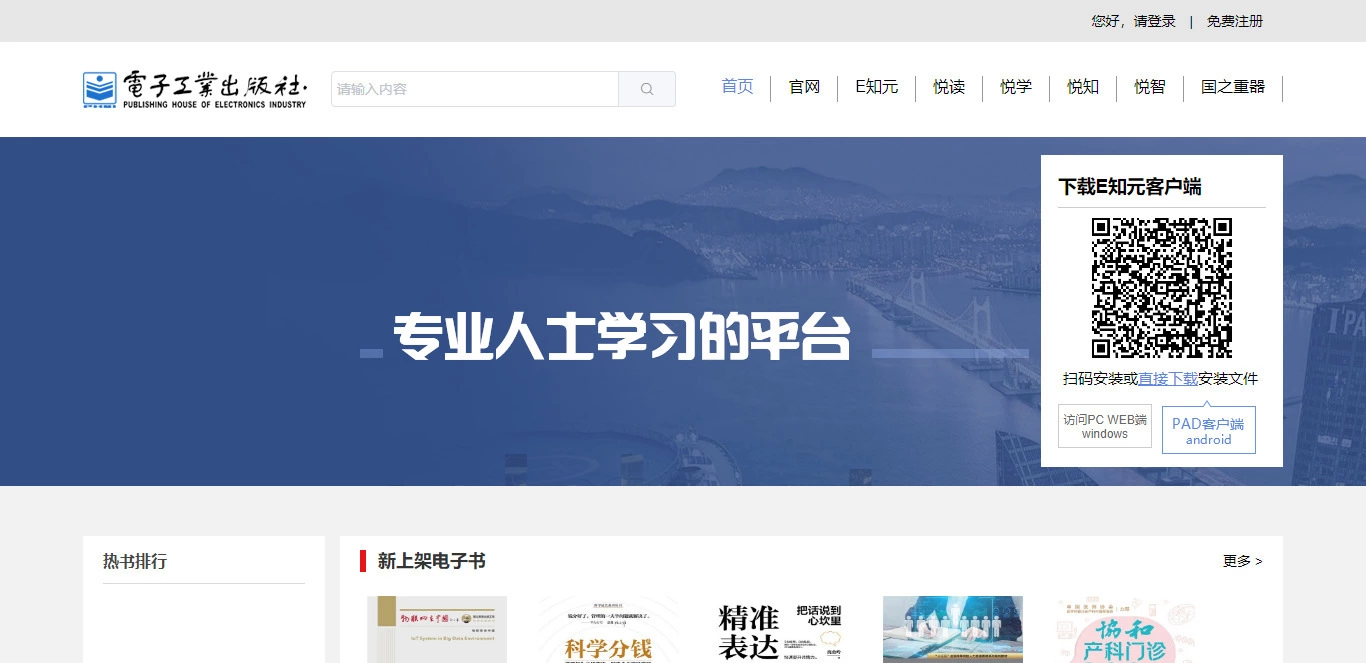 您好，请登录 | 免费注册
電子工業出版社·
PUBLISHING HOUSE OF ELECTRONICS INDUSTRY
PHEI
请输入内容
首页 官网 E知元 悦读 悦学 悦知 悦智 国之重器
下载E知元客户端
专业人士学习的平台
扫码安装或直接下载安装文件
访问PC WEB端
windows
PAD客户端
android
热书排行
新上架电子书
更多 >
物联网与中国
IoT System in Big Data Environment
科学分钱
精准
表达
把话说到
心坎里
协和
产科门诊